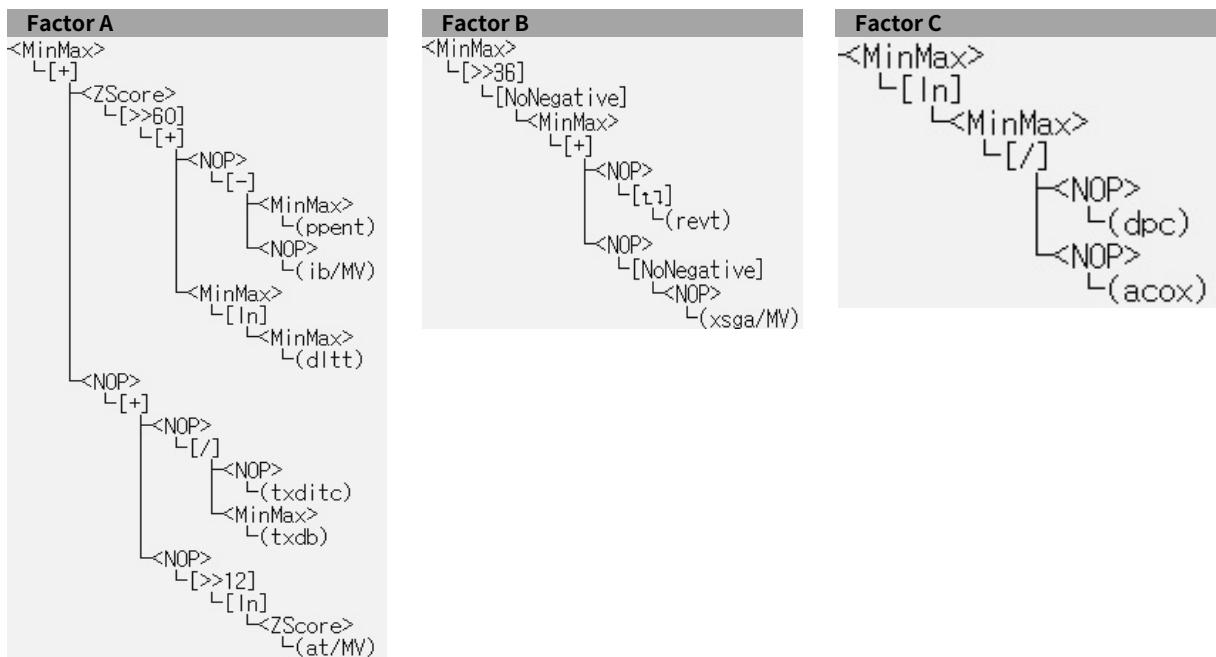 Factor A
<MinMax>
[+]
<ZScore>
[>>60]
[+]
<NOP>
[-]
<MinMax>
(ppent)
<NOP>
(ib/MV)
<MinMax>
[ln]
<MinMax>
(dltt)
<NOP>
[+]
<NOP>
[/]
<NOP>
(txditc)
<MinMax>
(txdb)
<NOP>
[>>12]
[ln]
<ZScore>
(at/MV)
Factor B
<MinMax>
[>>36]
[NoNegative]
<MinMax>
[+]
<NOP>
[↰↴]
(revt)
<NOP>
[NoNegative]
<NOP>
(xsga/MV)
Factor C
<MinMax>
[ln]
<MinMax>
[/]
<NOP>
(dpc)
<NOP>
(acox)